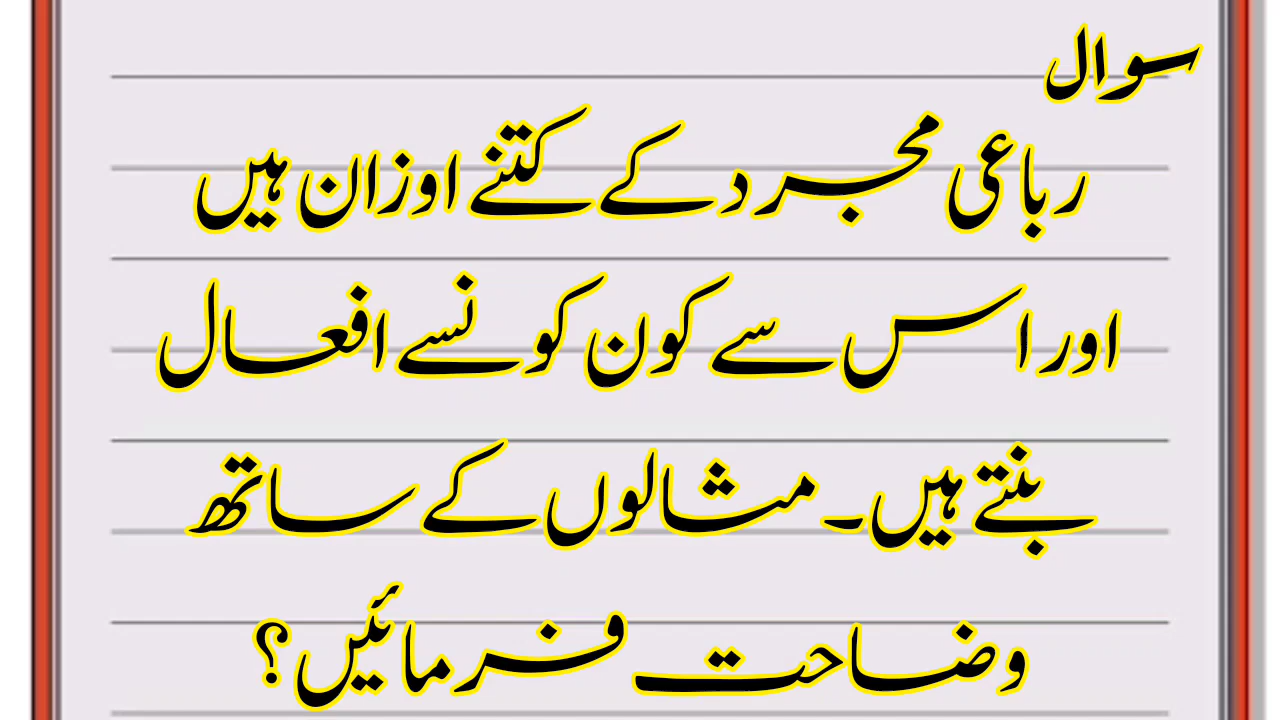 سوال
رباعی مجرد کے کتنے اوزان ہیں
اور اس سے کون کونسے افعال
بنتے ہیں۔ مثالوں کے ساتھ
وضاحت فرمائیں؟